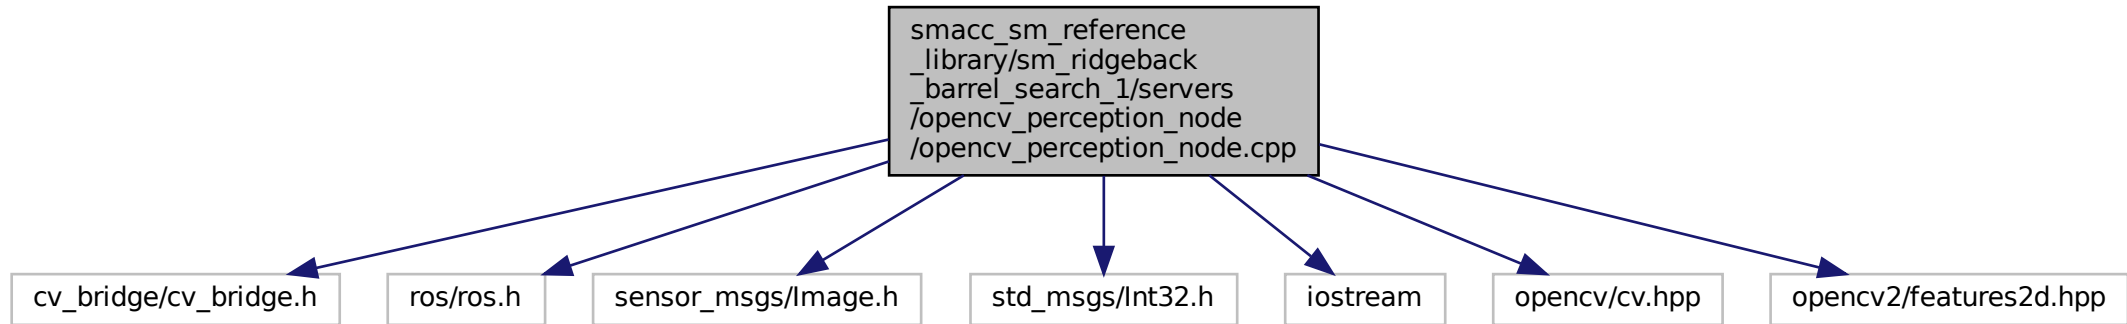 smacc_sm_reference
_library/sm_ridgeback
_barrel_search_1/servers
/opencv_perception_node
/opencv_perception_node.cpp
cv_bridge/cv_bridge.h
ros/ros.h
sensor_msgs/Image.h
std_msgs/Int32.h
iostream
opencv/cv.hpp
opencv2/features2d.hpp